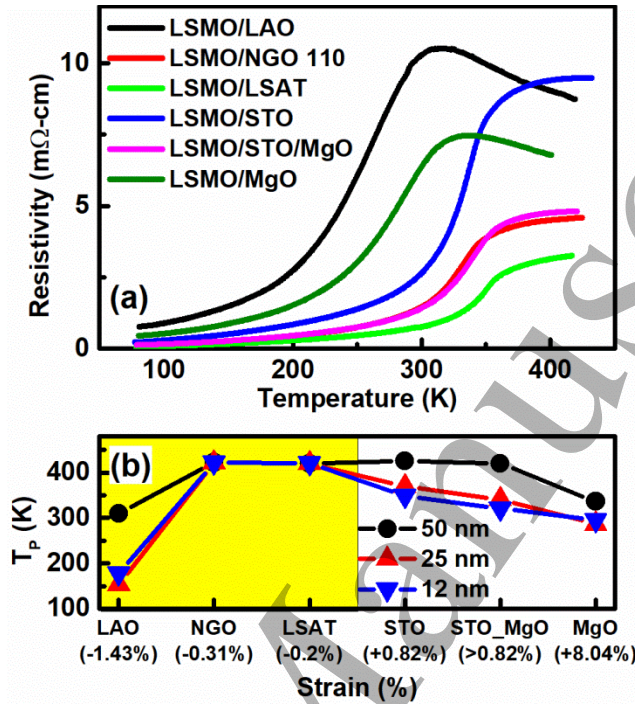 LSMO/LAO
LSMO/NGO 110
LSMO/LSAT
LSMO/STO
LSMO/STO/MgO
LSMO/MgO
10
5
0
Resistivity (mΩ-cm)
(a)
100 200 300 400
Temperature (K)
(b)
400
300
200
100
T_P (K)
50 nm
25 nm
12 nm
LAO NGO LSAT STO STO_MgO MgO
(-1.43%) (-0.31%) (-0.2%) (+0.82%) (>0.82%) (+8.04%)
Strain (%)